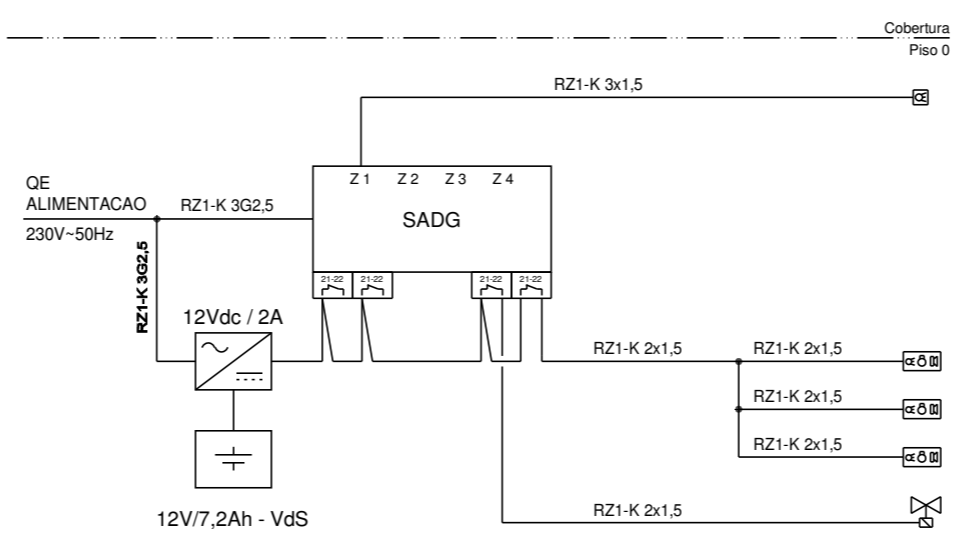 Cobertura
Piso 0
RZ1-K 3x1,5
Z 1 Z 2 Z 3 Z 4
QE
ALIMENTACAO
RZ1-K 3G2,5
SADG
230V~50Hz
RZ1-K 3G2,5
21-22 21-22 21-22 21-22
12Vdc / 2A
RZ1-K 2x1,5 RZ1-K 2x1,5
RZ1-K 2x1,5
RZ1-K 2x1,5
12V/7,2Ah - VdS
RZ1-K 2x1,5